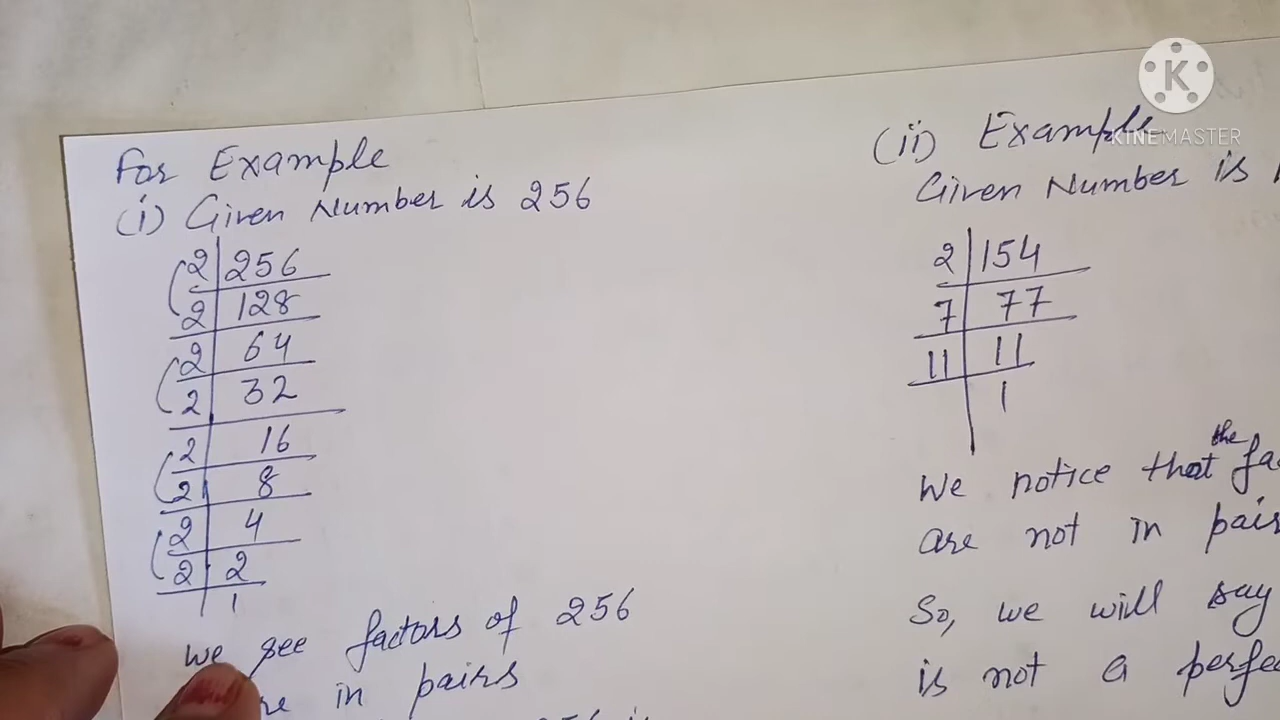 For Example
(i) Given Number is 256
2 256
2 128
2 64
2 32
2 16
2 8
2 4
2 2
1
We see factors of 256
in pairs
(ii) Example
Given Number is
2 154
7 77
11 11
1
We notice that the
are not in
So, we will say
is not a
K
KINEMASTER